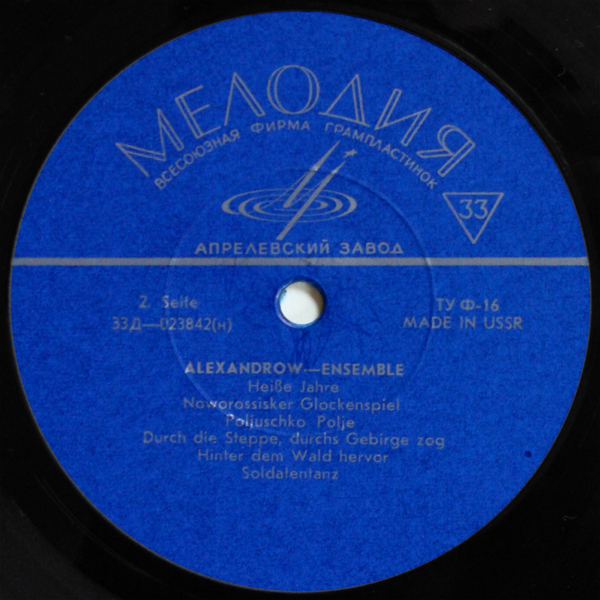 МЕЛОДИЯ
ВСЕСОЮЗНАЯ ФИРМА ГРАМПЛАСТИНОК
33
АПРЕЛЕВСКИЙ ЗАВОД
2. Seite
33Д—023842(н)
ТУ Ф-16
MADE IN USSR
ALEXANDROW—ENSEMBLE
Heiße Jahre
Noworossisker Glockenspiel
Poljuschko Polje
Durch die Steppe, durchs Gebirge zog
Hinter dem Wald hervor
Soldatentanz